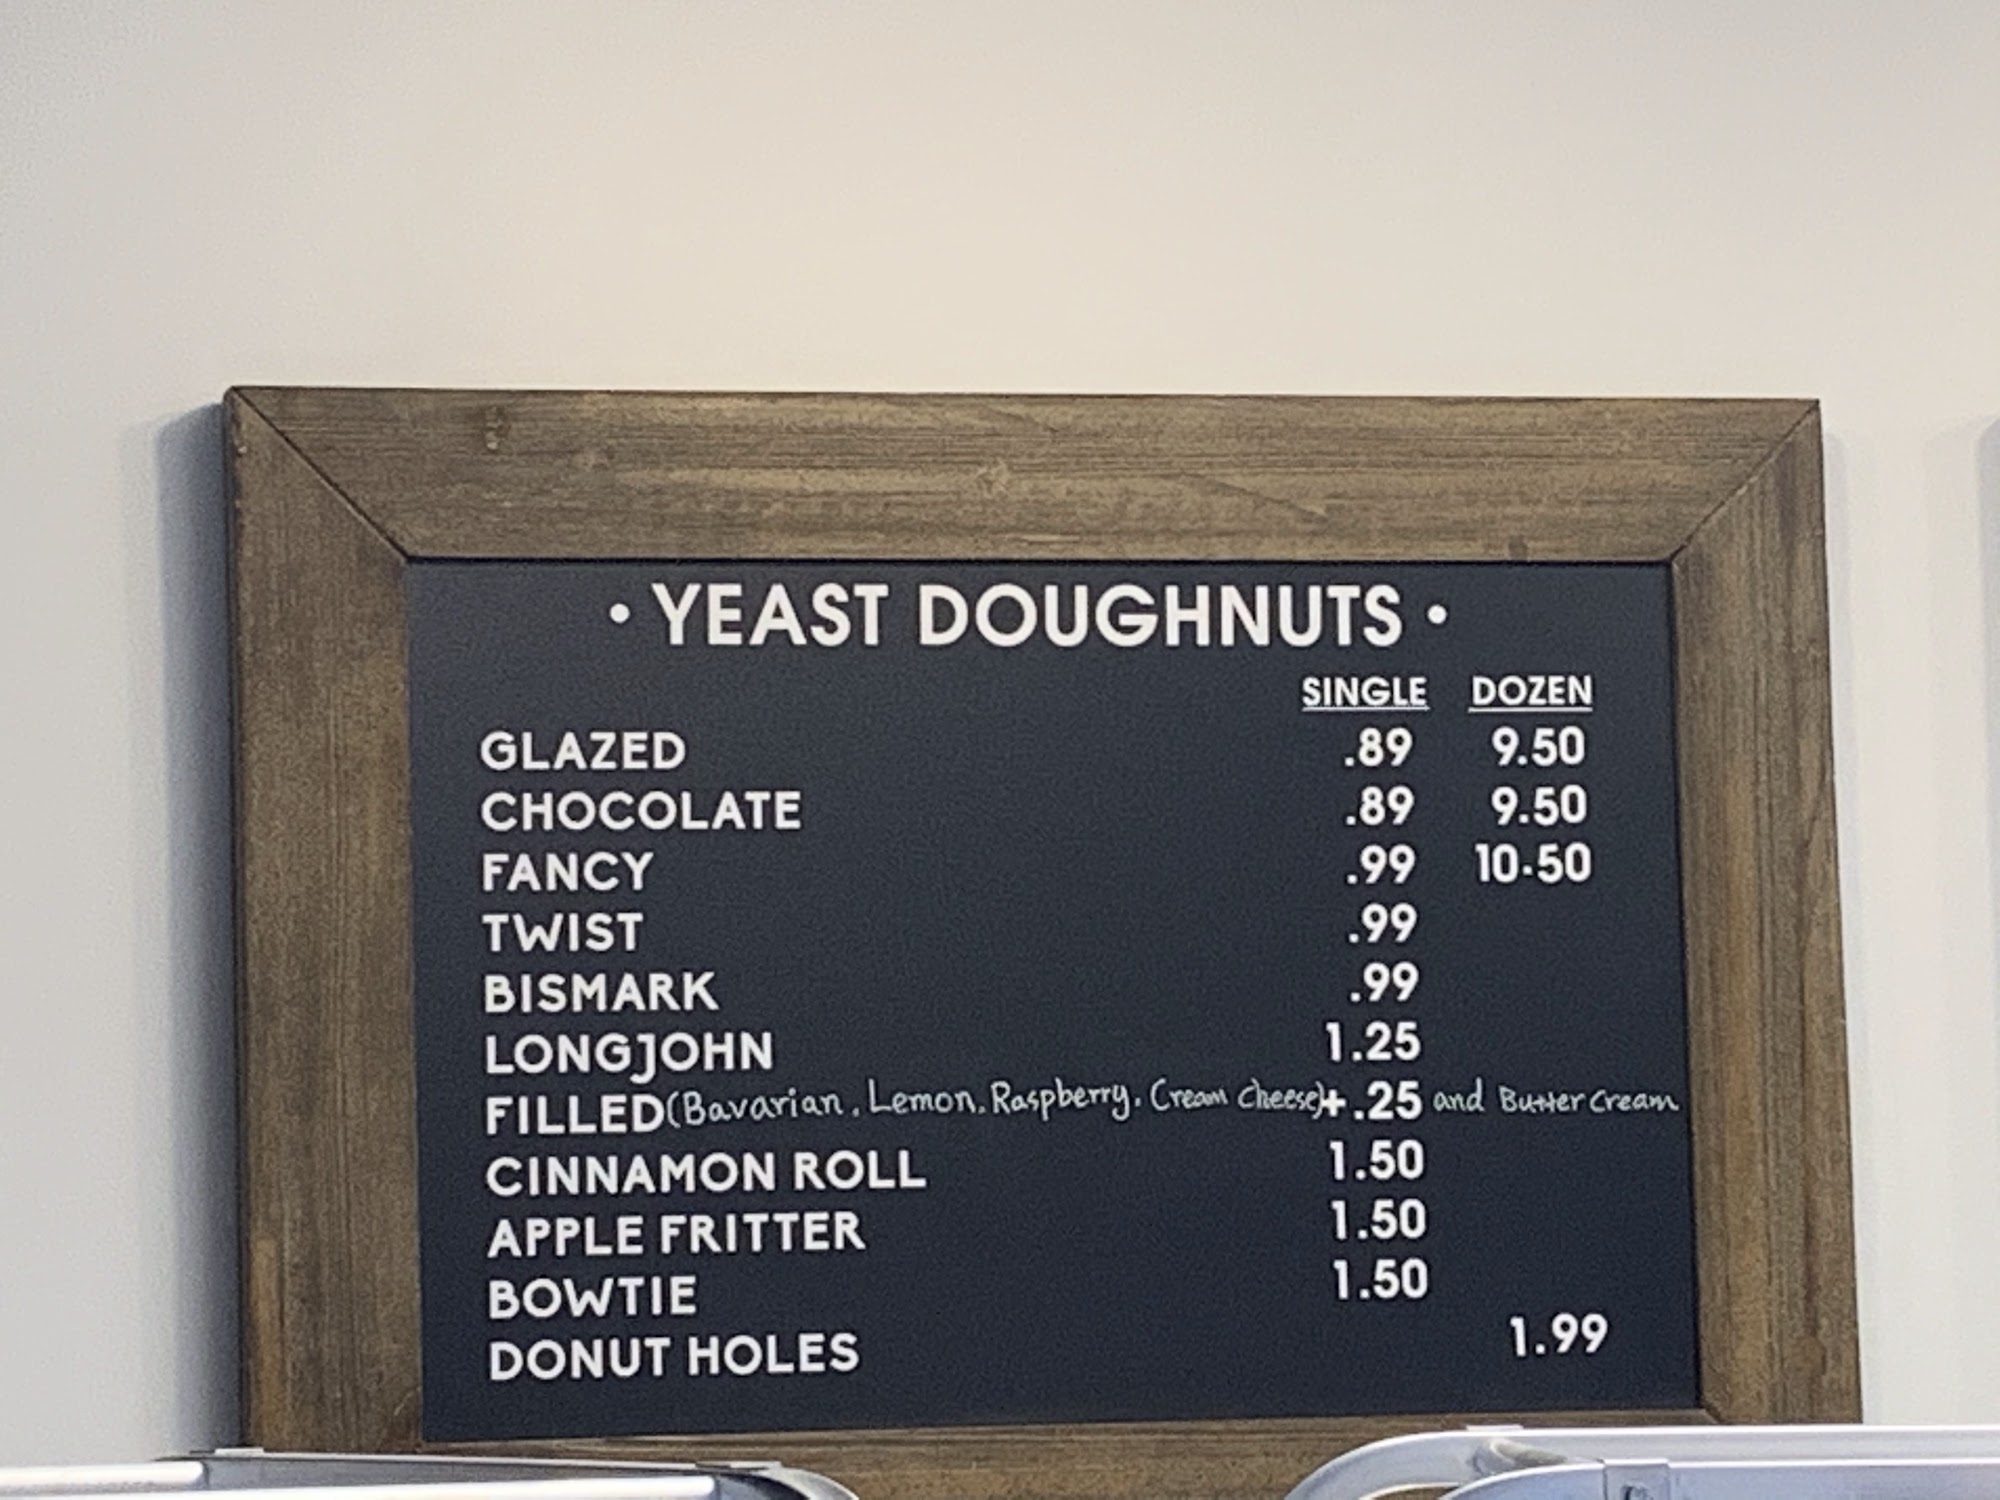 · YEAST DOUGHNUTS ·
SINGLE DOZEN
GLAZED .89 9.50
CHOCOLATE .89 9.50
FANCY .99 10.50
TWIST .99
BISMARK .99
LONGJOHN 1.25
FILLED (Bavarian, Lemon, Raspberry, Cream cheese) +.25 and Butter cream
CINNAMON ROLL 1.50
APPLE FRITTER 1.50
BOWTIE 1.50
DONUT HOLES 1.99